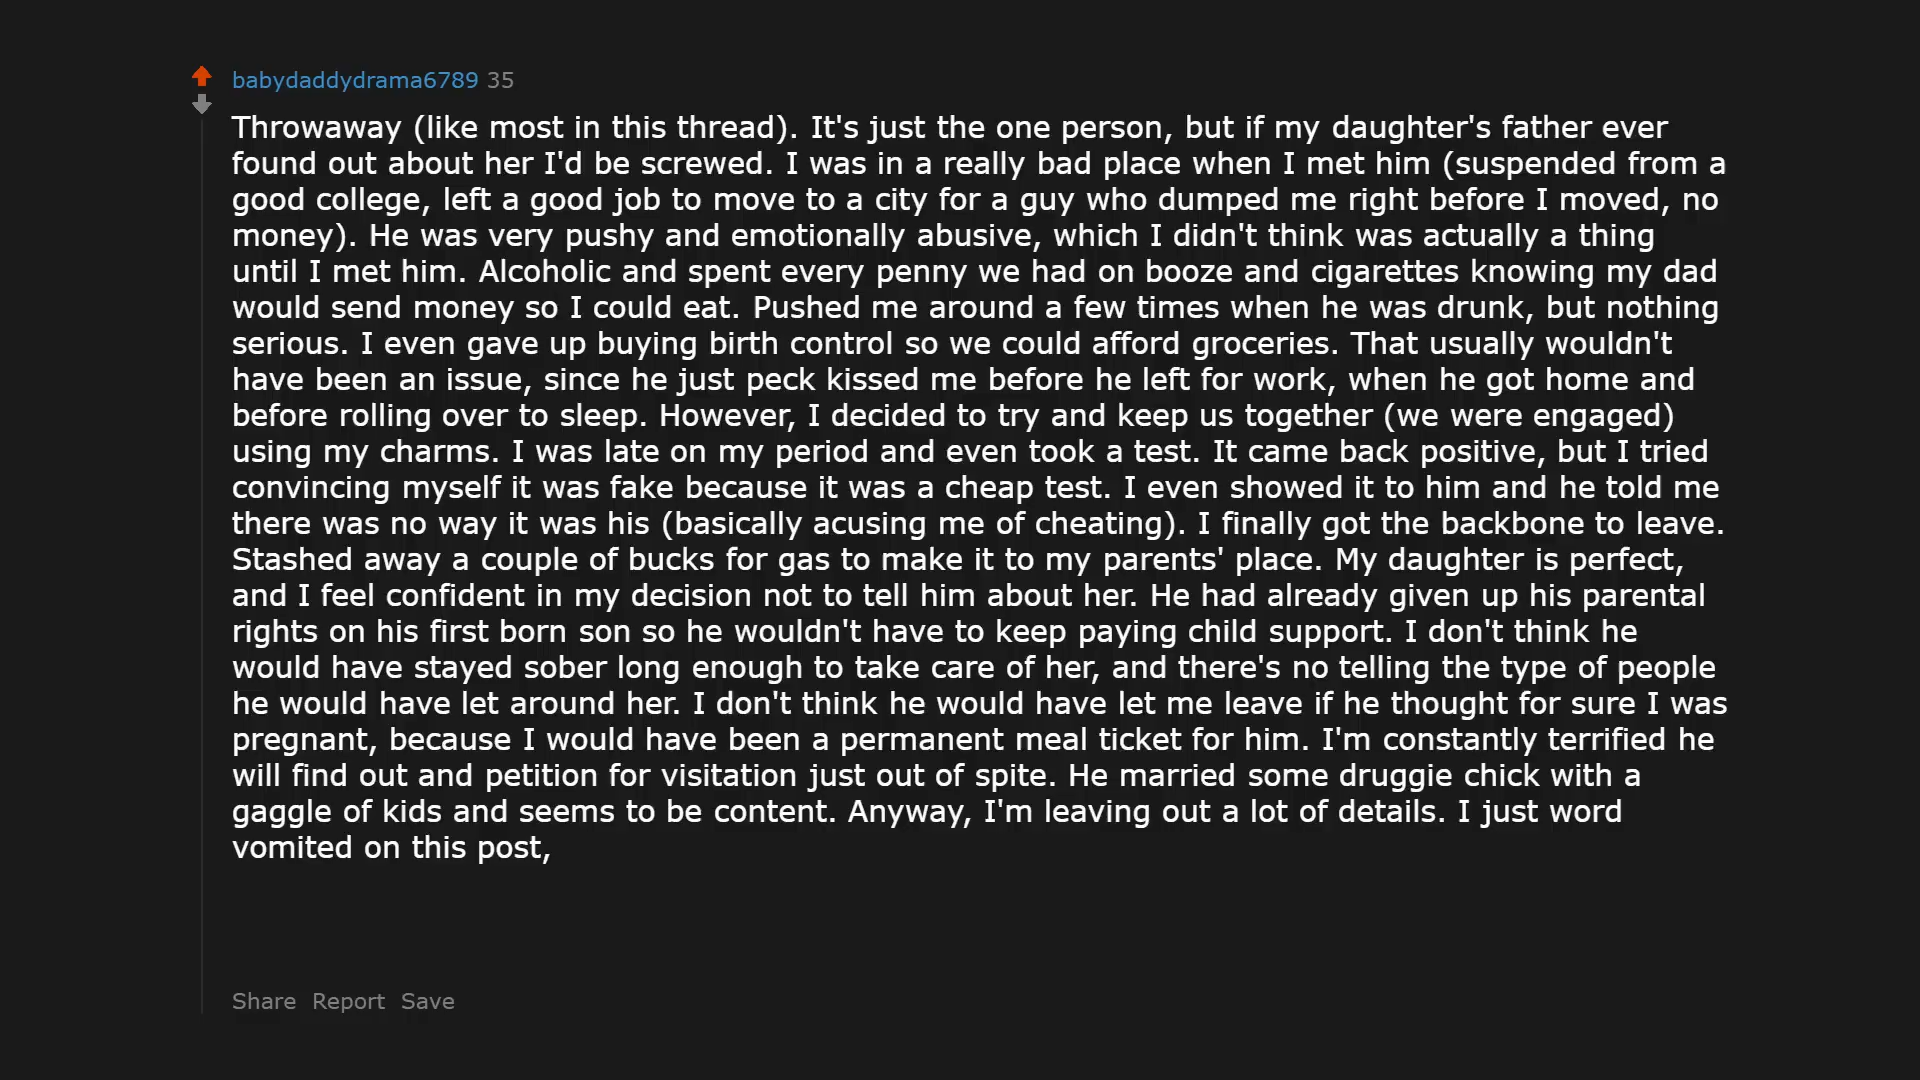 babydaddydrama6789 35
Throwaway (like most in this thread). It's just the one person, but if my daughter's father ever
found out about her I'd be screwed. I was in a really bad place when I met him (suspended from a
good college, left a good job to move to a city for a guy who dumped me right before I moved, no
money). He was very pushy and emotionally abusive, which I didn't think was actually a thing
until I met him. Alcoholic and spent every penny we had on booze and cigarettes knowing my dad
would send money so I could eat. Pushed me around a few times when he was drunk, but nothing
serious. I even gave up buying birth control so we could afford groceries. That usually wouldn't
have been an issue, since he just peck kissed me before he left for work, when he got home and
before rolling over to sleep. However, I decided to try and keep us together (we were engaged)
using my charms. I was late on my period and even took a test. It came back positive, but I tried
convincing myself it was fake because it was a cheap test. I even showed it to him and he told me
there was no way it was his (basically acusing me of cheating). I finally got the backbone to leave.
Stashed away a couple of bucks for gas to make it to my parents' place. My daughter is perfect,
and I feel confident in my decision not to tell him about her. He had already given up his parental
rights on his first born son so he wouldn't have to keep paying child support. I don't think he
would have stayed sober long enough to take care of her, and there's no telling the type of people
he would have let around her. I don't think he would have let me leave if he thought for sure I was
pregnant, because I would have been a permanent meal ticket for him. I'm constantly terrified he
will find out and petition for visitation just out of spite. He married some druggie chick with a
gaggle of kids and seems to be content. Anyway, I'm leaving out a lot of details. I just word
vomited on this post,
Share Report Save